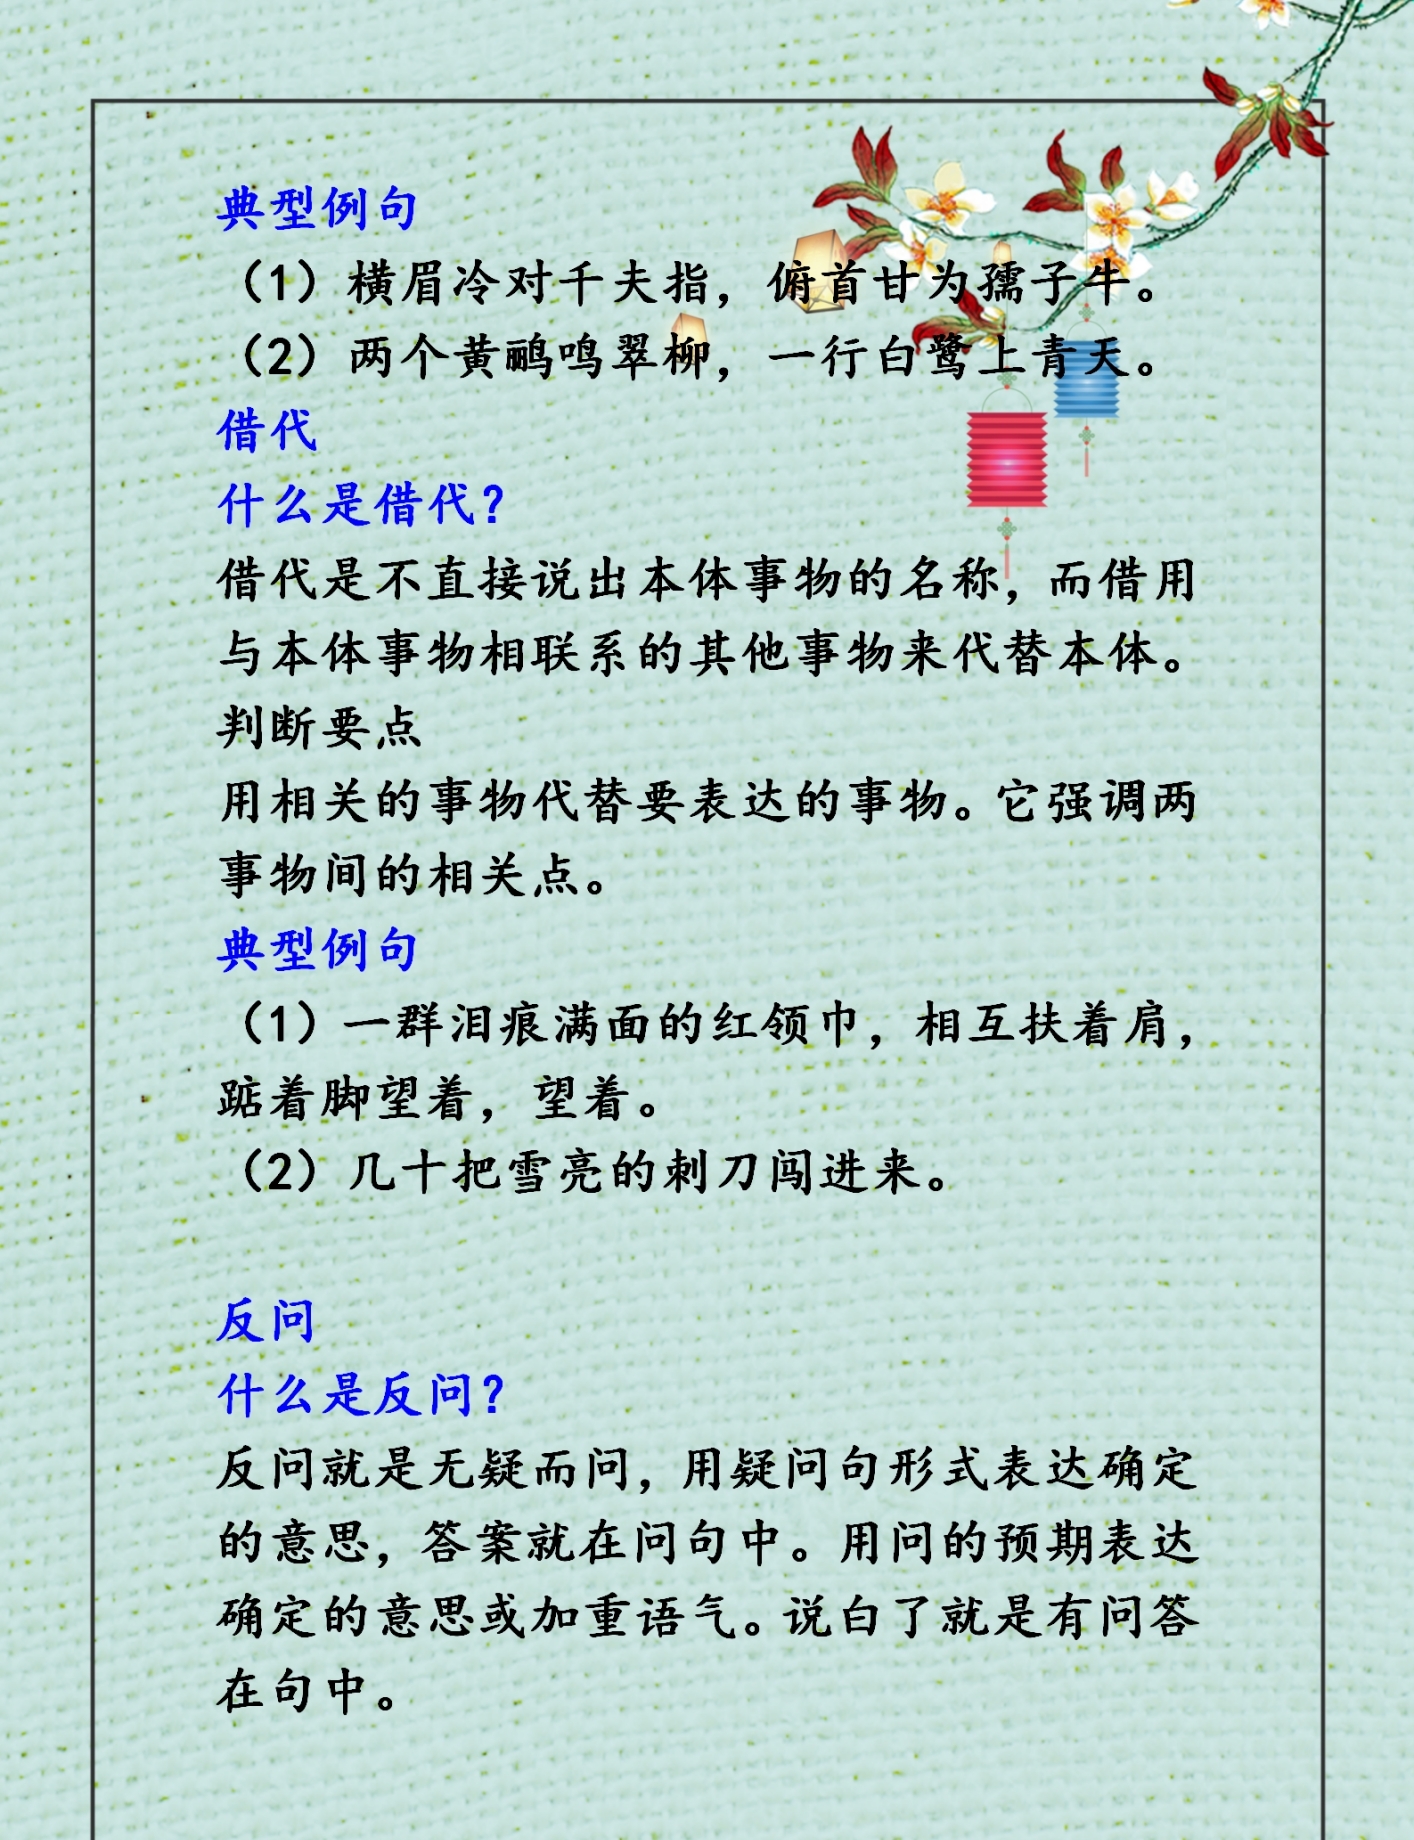 典型例句
（1）横眉冷对千夫指，俯首甘为孺子牛。
（2）两个黄鹂鸣翠柳，一行白鹭上青天。
借代
什么是借代？
借代是不直接说出本体事物的名称，而借用
与本体事物相联系的其他事物来代替本体。
判断要点
用相关的事物代替要表达的事物。它强调两
事物间的相关点。
典型例句
（1）一群泪痕满面的红领巾，相互扶着肩，
踮着脚望着，望着。
（2）几十把雪亮的刺刀闯进来。
反问
什么是反问？
反问就是无疑而问，用疑问句形式表达确定
的意思，答案就在问句中。用问的预期表达
确定的意思或加重语气。说白了就是有问答
在句中。